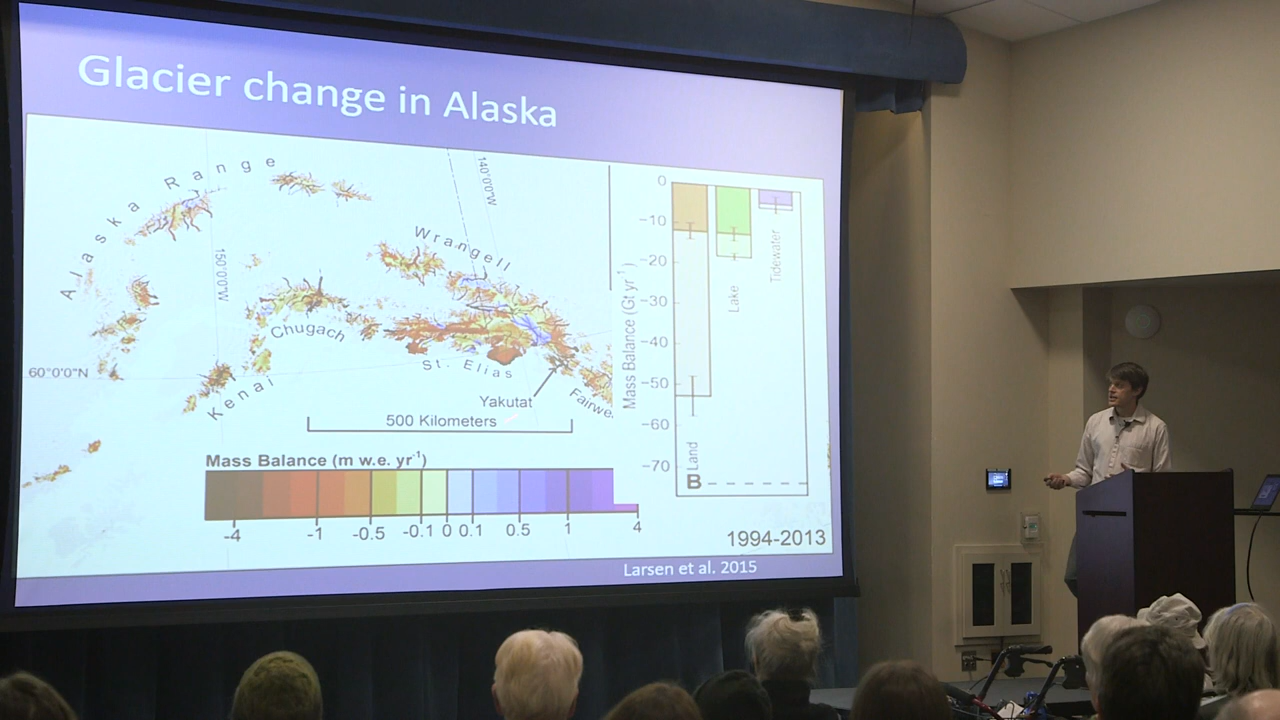 Glacier change in Alaska
Alaska Range
140°0'0"W
150°0'0"W
Wrangell
Chugach
St. Elias
60°0'0"N
Kenai
Yakutat
Fairwe
500 Kilometers
Mass Balance (m w.e. yr-1)
-4 -1 -0.5 -0.1 0 0.1 0.5 1 4
Mass Balance (Gt yr-1)
0
-10
-20
-30
-40
-50
-60
-70
Land
Lake
Tidewater
B
1994-2013
Larsen et al. 2015